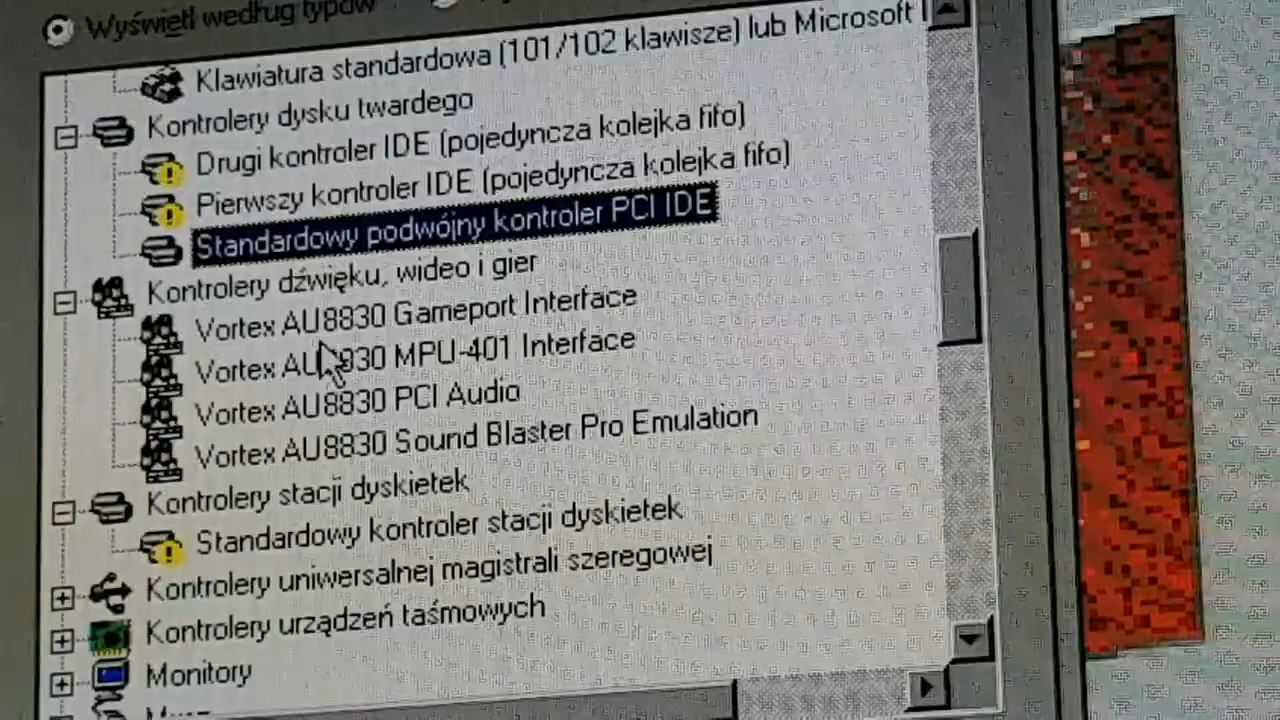 Wyświetl według typów
Klawiatura standardowa (101/102 klawisze) lub Microsoft
Kontrolery dysku twardego
Drugi kontroler IDE (pojedyncza kolejka fifo)
Pierwszy kontroler IDE (pojedyncza kolejka fifo)
Standardowy podwójny kontroler PCI IDE
Kontrolery dźwięku, wideo i gier
Vortex AU8830 Gameport Interface
Vortex AU8830 MPU-401 Interface
Vortex AU8830 PCI Audio
Vortex AU8830 Sound Blaster Pro Emulation
Kontrolery stacji dyskietek
Standardowy kontroler stacji dyskietek
Kontrolery uniwersalnej magistrali szeregowej
Kontrolery urządzeń taśmowych
Monitory